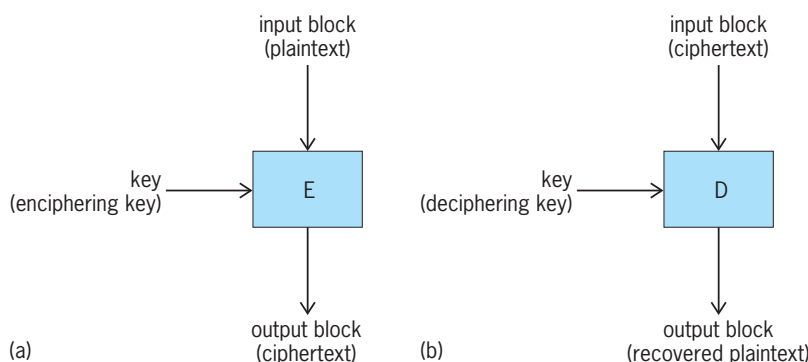 input block
(plaintext)
key
(enciphering key)
E
output block
(ciphertext)
(a)
input block
(ciphertext)
key
(deciphering key)
D
output block
(recovered plaintext)
(b)